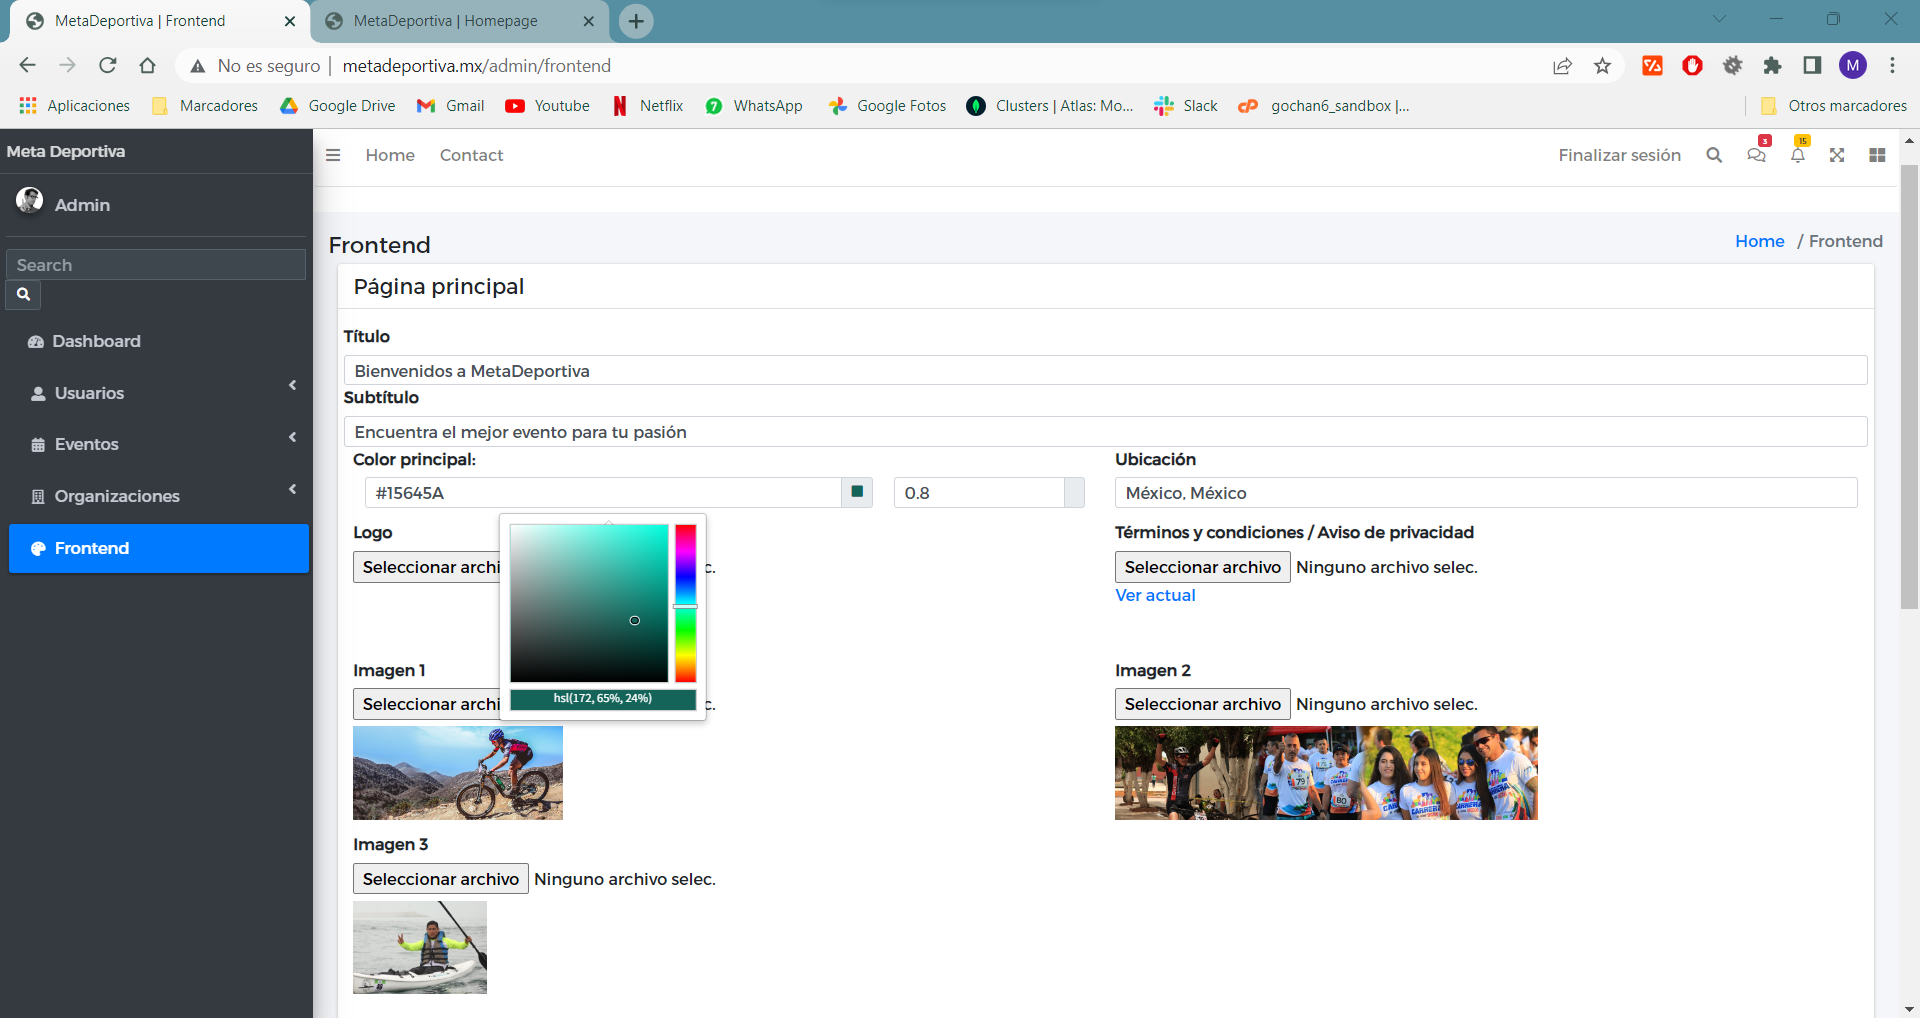 MetaDeportiva | Frontend
MetaDeportiva | Homepage
No es seguro | metadeportiva.mx/admin/frontend
M
Aplicaciones
Marcadores
Google Drive
Gmail
Youtube
Netflix
WhatsApp
Google Fotos
Clusters | Atlas: Mo...
Slack
gochan6_sandbox |...
Otros marcadores
Meta Deportiva
Home
Contact
Finalizar sesión
3
15
Admin
Search
Dashboard
Usuarios
Eventos
Organizaciones
Frontend
Frontend
Home / Frontend
Página principal
Título
Bienvenidos a MetaDeportiva
Subtítulo
Encuentra el mejor evento para tu pasión
Color principal:
Ubicación
#15645A
0.8
México, México
Logo
Términos y condiciones / Aviso de privacidad
Seleccionar archi
c.
Seleccionar archivo Ninguno archivo selec.
Ver actual
hsl(172, 65%, 24%)
Imagen 1
Imagen 2
Seleccionar archi
c.
Seleccionar archivo Ninguno archivo selec.
79
80
CARRERA
CARRERA
Imagen 3
Seleccionar archivo Ninguno archivo selec.